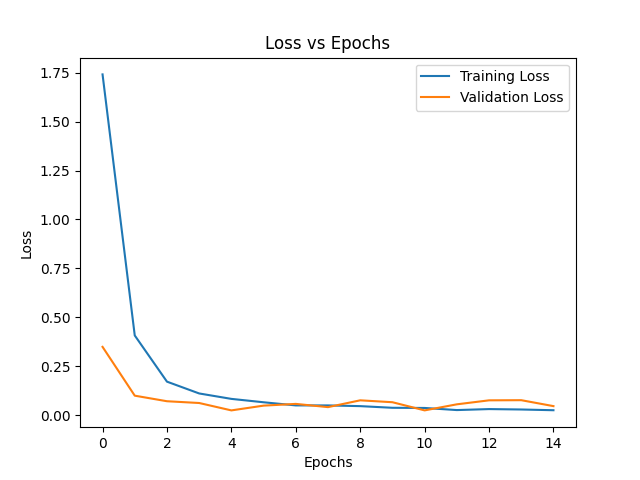 Loss vs Epochs
Training Loss
Validation Loss
1.75
1.50
1.25
1.00
0.75
0.50
0.25
0.00
Loss
0 2 4 6 8 10 12 14
Epochs